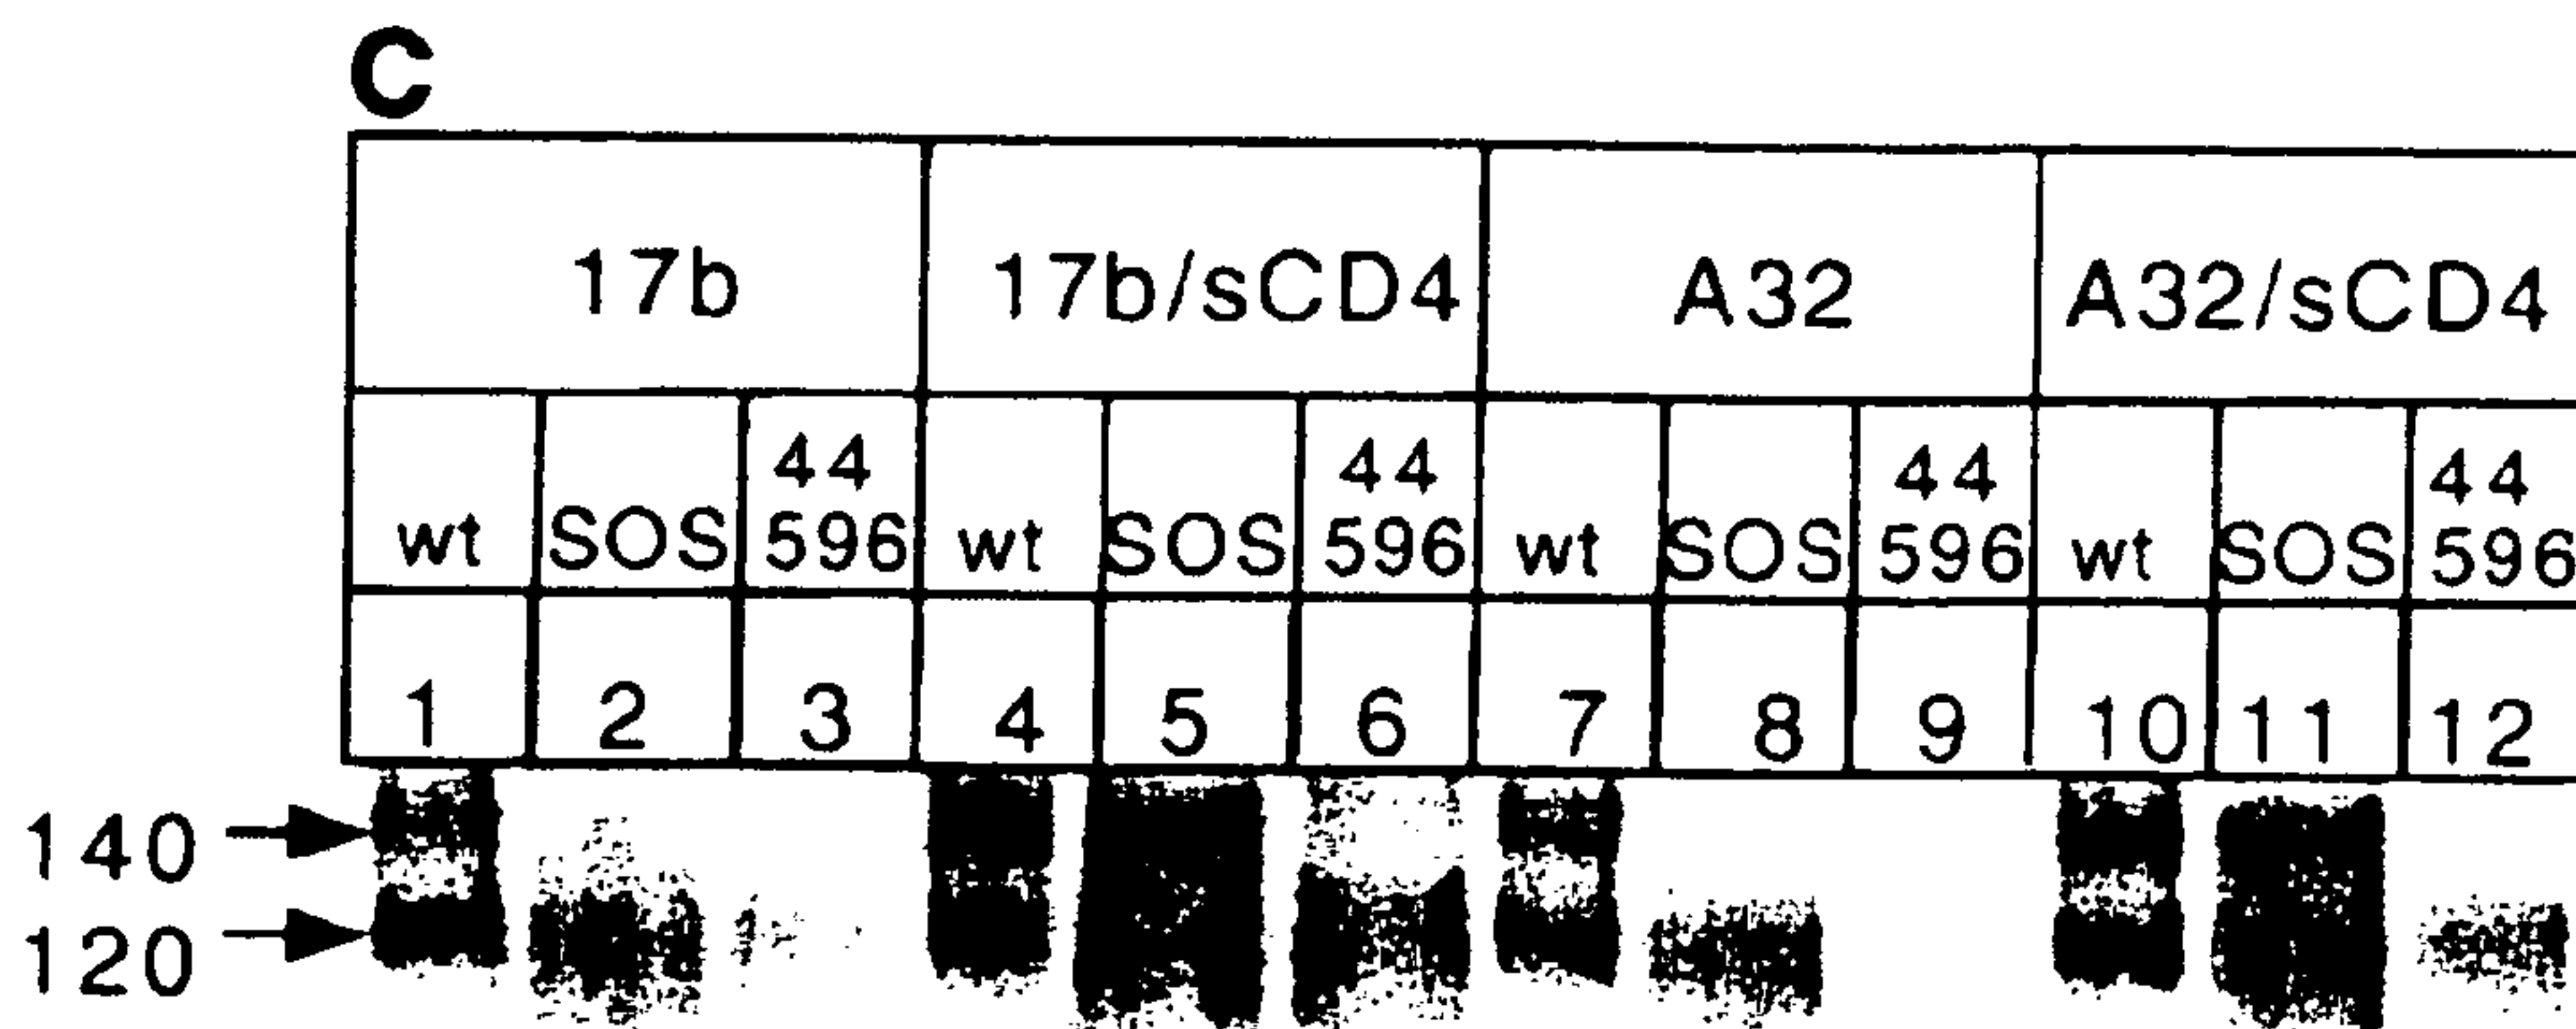 C
17b 17b/sCD4 A32 A32/sCD4
44 44 44 44
wt SOS 596 wt SOS 596 wt SOS 596 wt SOS 596
1 2 3 4 5 6 7 8 9 10 11 12
140
120